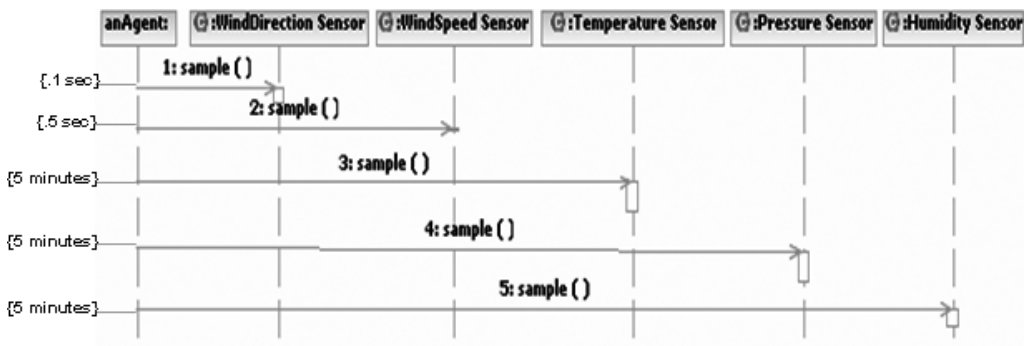 anAgent: :WindDirection Sensor :WindSpeed Sensor :Temperature Sensor :Pressure Sensor :Humidity Sensor
1: sample ( )
{.1 sec}
2: sample ( )
{.5 sec}
3: sample ( )
{5 minutes}
4: sample ( )
{5 minutes}
5: sample ( )
{5 minutes}